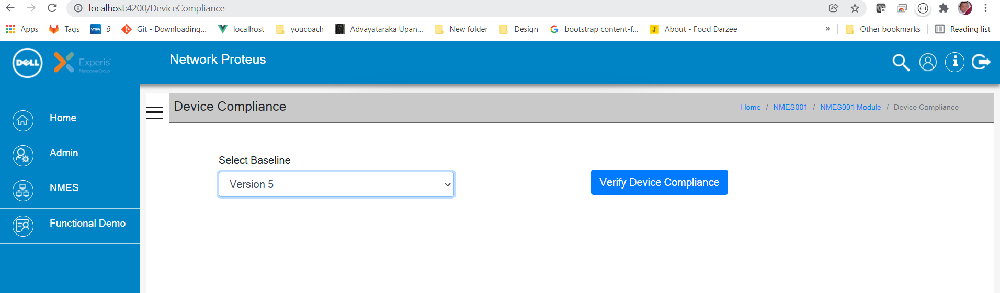 localhost:4200/DeviceCompliance
Apps Tags vmw ∂ Git - Downloading... localhost youcoach Advayataraka Upan... New folder Design bootstrap content-f... About - Food Darzee » Other bookmarks Reading list
DELL Experis ManpowerGroup Network Proteus
Device Compliance Home / NMES001 / NMES001 Module / Device Compliance
Home
Admin
NMES
Functional Demo
Select Baseline
Version 5 Verify Device Compliance